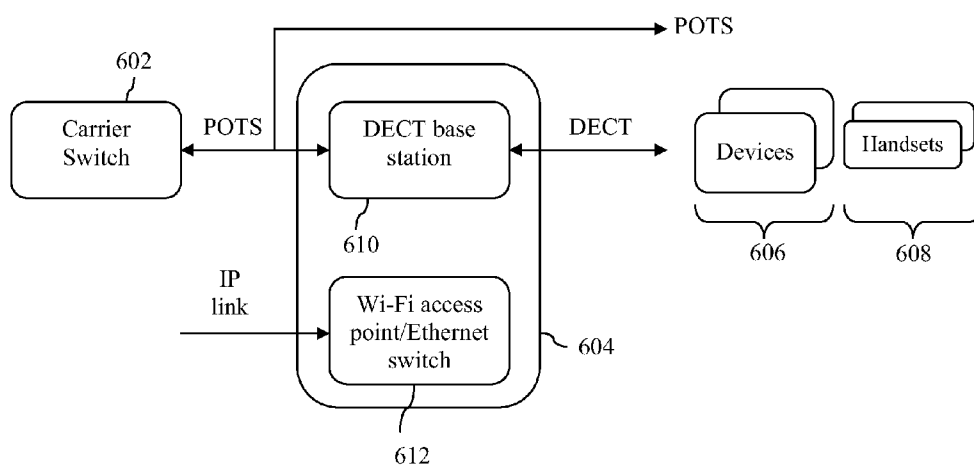 POTS
602
Carrier
Switch
POTS
DECT base
station
DECT
Devices
Handsets
610
606
608
IP
link
Wi-Fi access
point/Ethernet
switch
604
612